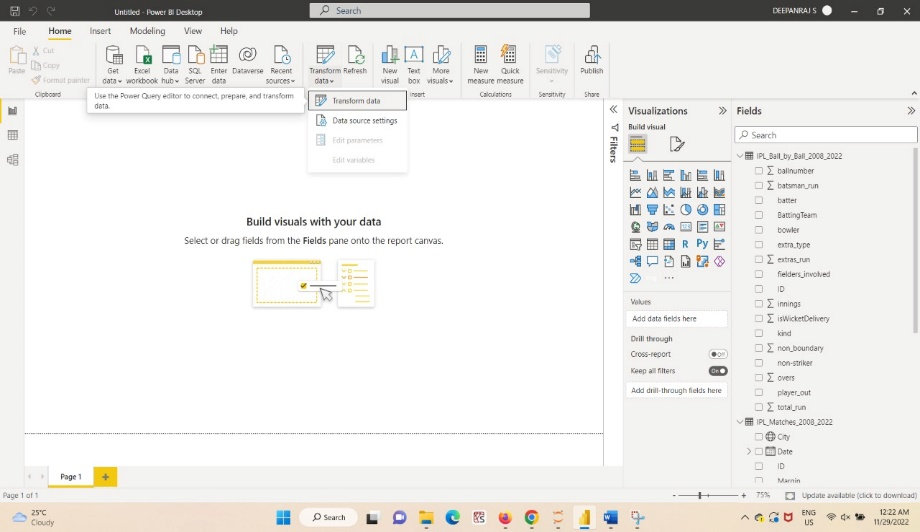 Untitled - Power BI Desktop
Search
DEEPANRAJ S
File Home Insert Modeling View Help
Paste
Cut
Copy
Format painter
Clipboard
Get data
Excel workbook
Data hub
SQL Server
Enter data
Dataverse
Recent sources
Transform data
Refresh
New visual
Text box
More visuals
Insert
New measure
Quick measure
Calculations
Sensitivity
Sensitivity
Publish
Share
Use the Power Query editor to connect, prepare, and transform
data.
Transform data
Data source settings
Edit parameters
Edit variables
Build visuals with your data
Select or drag fields from the Fields pane onto the report canvas.
Filters
Visualizations
Build visual
R Py
Values
Add data fields here
Drill through
Cross-report
Off
Keep all filters
On
Add drill-through fields here
Fields
Search
IPL_Ball_by_Ball_2008_2022
ballnumber
batsman_run
batter
BattingTeam
bowler
extra_type
extras_run
fielders_involved
ID
innings
isWicketDelivery
kind
non_boundary
non-striker
overs
player_out
total_run
IPL_Matches_2008_2022
City
Date
ID
Margin
Page 1
Page 1 of 1
75%
Update available (click to download)
25°C
Cloudy
Search
ENG
US
12:22 AM
11/29/2022